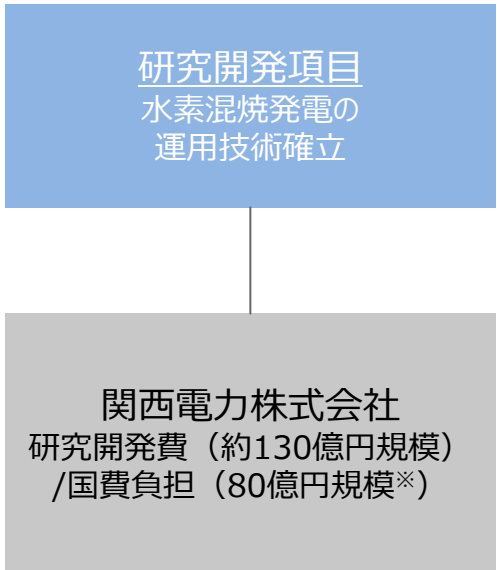 研究開発項目
水素混焼発電の
運用技術確立
関西電力株式会社
研究開発費（約130億円規模）
/国費負担（80億円規模※）